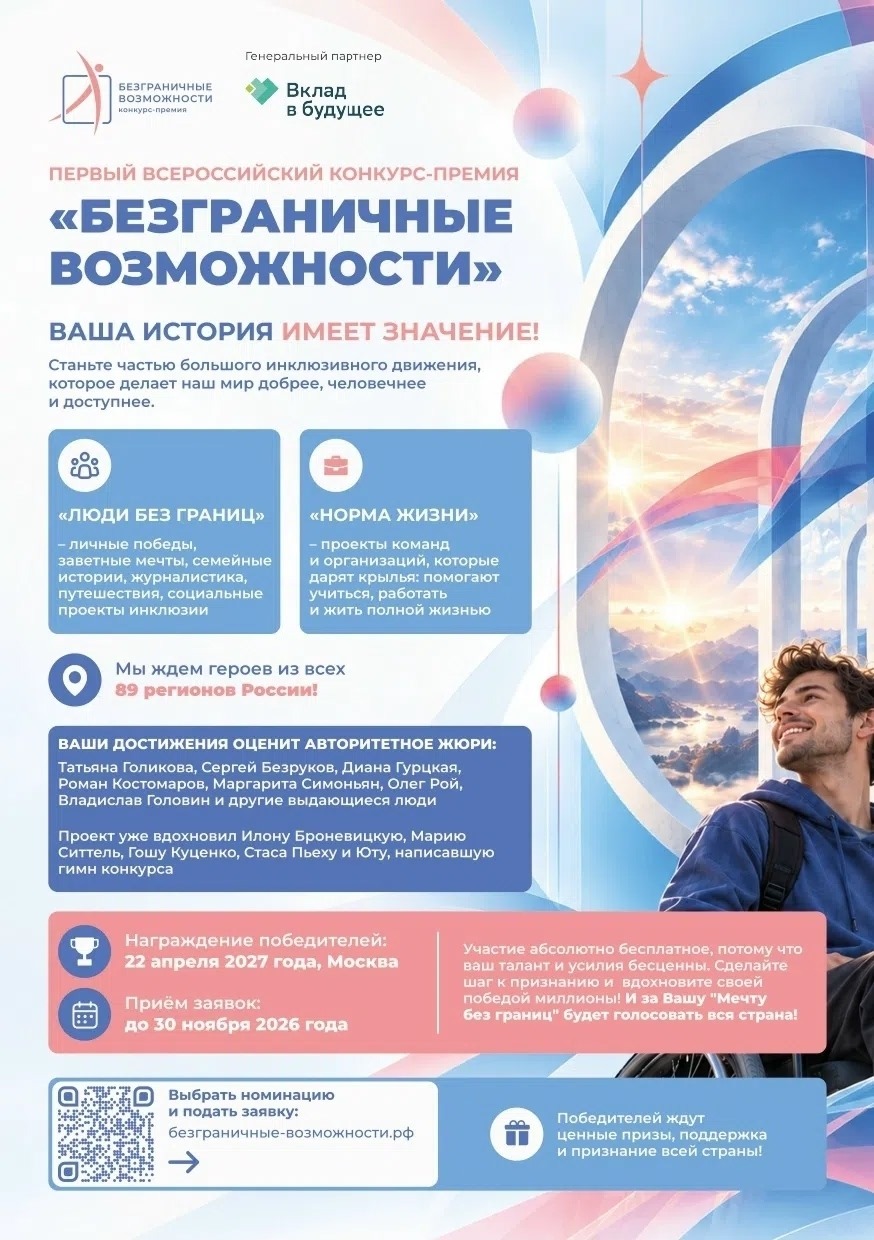 БЕЗГРАНИЧНЫЕ
ВОЗМОЖНОСТИ
конкурс-премия
Генеральный партнер
Вклад
в будущее
ПЕРВЫЙ ВСЕРОССИЙСКИЙ КОНКУРС-ПРЕМИЯ
«БЕЗГРАНИЧНЫЕ
ВОЗМОЖНОСТИ»
ВАША ИСТОРИЯ ИМЕЕТ ЗНАЧЕНИЕ!
Станьте частью большого инклюзивного движения,
которое делает наш мир добрее, человечнее
и доступнее.
«ЛЮДИ БЕЗ ГРАНИЦ»
– личные победы,
заветные мечты, семейные
истории, журналистика,
путешествия, социальные
проекты инклюзии
«НОРМА ЖИЗНИ»
– проекты команд
и организаций, которые
дарят крылья: помогают
учиться, работать
и жить полной жизнью
Мы ждем героев из всех
89 регионов России!
ВАШИ ДОСТИЖЕНИЯ ОЦЕНИТ АВТОРИТЕТНОЕ ЖЮРИ:
Татьяна Голикова, Сергей Безруков, Диана Гурцкая,
Роман Костомаров, Маргарита Симоньян, Олег Рой,
Владислав Головин и другие выдающиеся люди
Проект уже вдохновил Илону Броневицкую, Марию
Ситтель, Гошу Куценко, Стаса Пьеху и Юту, написавшую
гимн конкурса
Награждение победителей:
22 апреля 2027 года, Москва
Приём заявок:
до 30 ноября 2026 года
Участие абсолютно бесплатное, потому что
ваш талант и усилия бесценны. Сделайте
шаг к признанию и вдохновите своей
победой миллионы! И за Вашу "Мечту
без границ" будет голосовать вся страна!
Выбрать номинацию
и подать заявку:
безграничные-возможности.рф
Победителей ждут
ценные призы, поддержка
и признание всей страны!